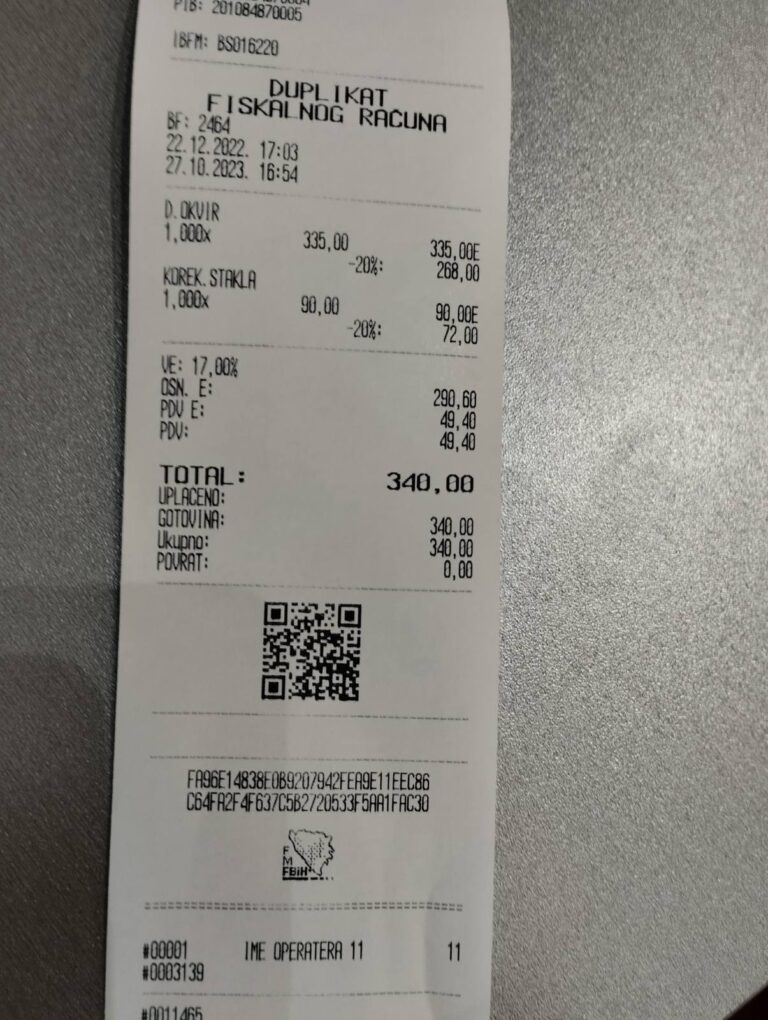 PIB: 201084870005
IBFM: BS016220
DUPLIKAT
FISKALNOG RAČUNA
BF: 2464
22.12.2022. 17:03
27.10.2023. 16:54
D.OKVIR
1,000x 335,00 335,00E
-20%: 268,00
KOREK.STAKLA
1,000x 90,00 90,00E
-20%: 72,00
VE: 17,00%
OSN. E: 290,60
PDV E: 49,40
PDV: 49,40
TOTAL: 340,00
UPLAĆENO:
GOTOVINA: 340,00
Ukupno: 340,00
POVRAT: 0,00
FA96E14838E0B9207942FEA9E11EEC86
C64FA2F4F637C5B2720533F5AA1FAC30
F
M
FBiH
#00001 IME OPERATERA 11 11
#0003139
#0011465